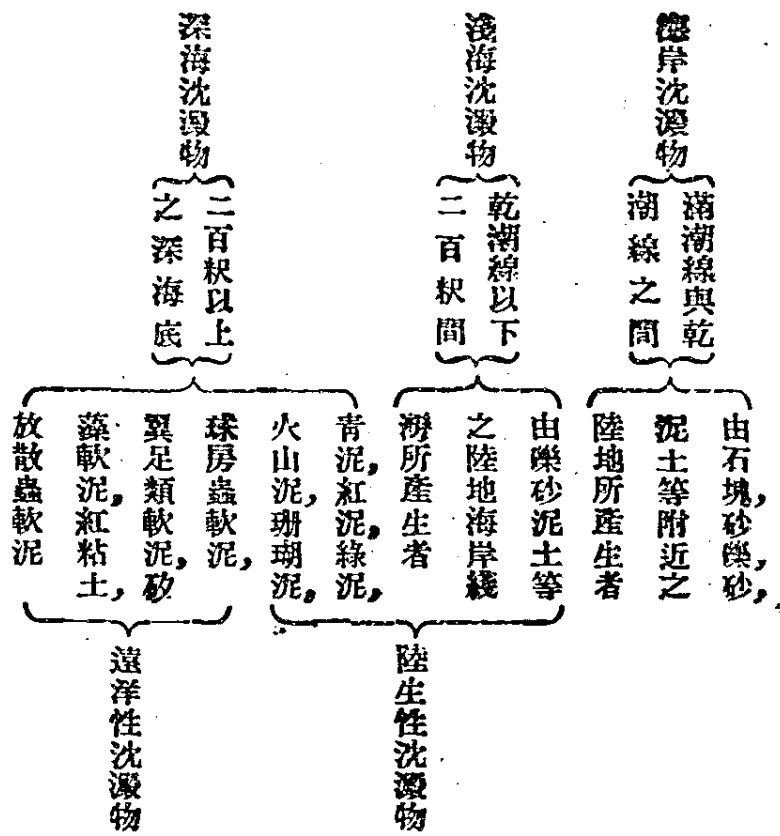 海岸沈澱物
滿潮線與乾
潮線之間
由石塊,砂礫,砂,
泥土等附近之
陸地所產生者
淺海沈澱物
乾潮線以下
二百粎間
由礫砂泥土等
之陸地海岸綫
所產生者
深海沈澱物
二百粎以上
之深海底
青泥,紅泥,綠泥,
火山泥,珊瑚泥,
球房蟲軟泥,
翼足類軟泥,矽
藻軟泥,紅粘土,
放散蟲軟泥
陸生性沈澱物
遠洋性沈澱物